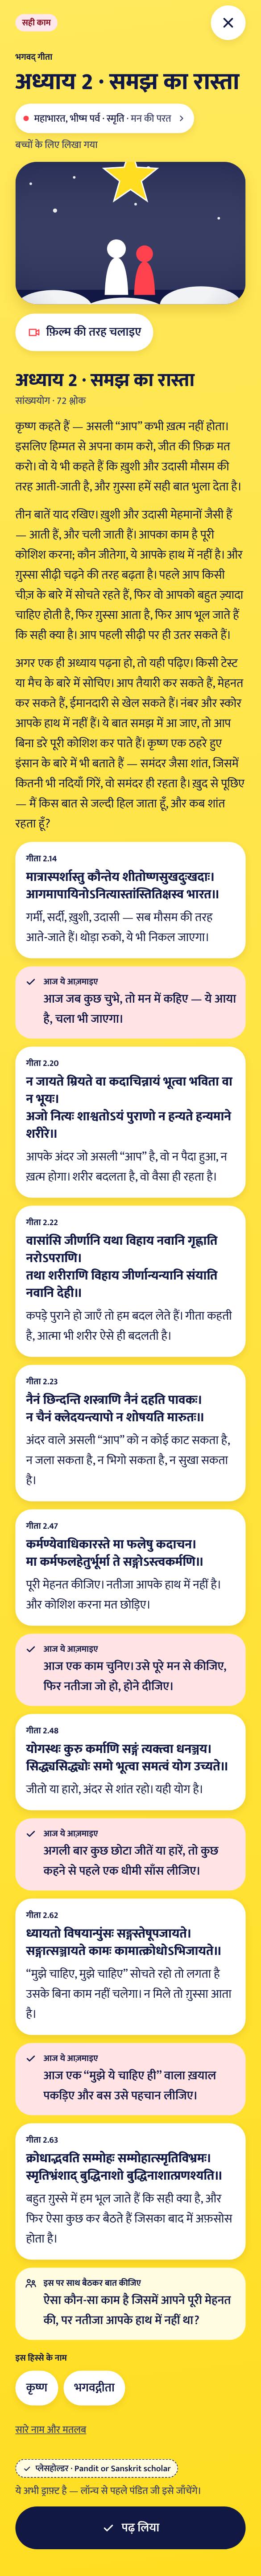 सही काम
भगवद् गीता
अध्याय 2 · समझ का रास्ता
महाभारत, भीष्म पर्व · स्मृति · मन की परत
बच्चों के लिए लिखा गया
फ़िल्म की तरह चलाइए
अध्याय 2 · समझ का रास्ता
सांख्ययोग · 72 श्लोक
कृष्ण कहते हैं — असली “आप” कभी ख़त्म नहीं होता।
इसलिए हिम्मत से अपना काम करो, जीत की फ़िक्र मत
करो। वो ये भी कहते हैं कि ख़ुशी और उदासी मौसम की
तरह आती-जाती है, और ग़ुस्सा हमें सही बात भुला देता है।
तीन बातें याद रखिए। ख़ुशी और उदासी मेहमानों जैसी हैं
— आती हैं, और चली जाती हैं। आपका काम है पूरी
कोशिश करना; कौन जीतेगा, ये आपके हाथ में नहीं है। और
ग़ुस्सा सीढ़ी चढ़ने की तरह बढ़ता है। पहले आप किसी
चीज़ के बारे में सोचते रहते हैं, फिर वो आपको बहुत ज़्यादा
चाहिए होती है, फिर ग़ुस्सा आता है, फिर आप भूल जाते हैं
कि सही क्या है। आप पहली सीढ़ी पर ही उतर सकते हैं।
अगर एक ही अध्याय पढ़ना हो, तो यही पढ़िए। किसी टेस्ट
या मैच के बारे में सोचिए। आप तैयारी कर सकते हैं, मेहनत
कर सकते हैं, ईमानदारी से खेल सकते हैं। नंबर और स्कोर
आपके हाथ में नहीं हैं। ये बात समझ में आ जाए, तो आप
बिना डरे पूरी कोशिश कर पाते हैं। कृष्ण एक ठहरे हुए
इंसान के बारे में भी बताते हैं — समंदर जैसा शांत, जिसमें
कितनी भी नदियाँ गिरें, वो समंदर ही रहता है। ख़ुद से पूछिए
— मैं किस बात से जल्दी हिल जाता हूँ, और कब शांत
रहता हूँ?
गीता 2.14
मात्रास्पर्शास्तु कौन्तेय शीतोष्णसुखदुःखदाः।
आगमापायिनोऽनित्यास्तांस्तितिक्षस्व भारत॥
गर्मी, सर्दी, ख़ुशी, उदासी — सब मौसम की तरह
आते-जाते हैं। थोड़ा रुको, ये भी निकल जाएगा।
आज ये आज़माइए
आज जब कुछ चुभे, तो मन में कहिए — ये आया
है, चला भी जाएगा।
गीता 2.20
न जायते म्रियते वा कदाचिन्नायं भूत्वा भविता वा
न भूयः।
अजो नित्यः शाश्वतोऽयं पुराणो न हन्यते हन्यमाने
शरीरे॥
आपके अंदर जो असली “आप” है, वो न पैदा हुआ, न
ख़त्म होगा। शरीर बदलता है, वो वैसा ही रहता है।
गीता 2.22
वासांसि जीर्णानि यथा विहाय नवानि गृह्णाति
नरोऽपराणि।
तथा शरीराणि विहाय जीर्णान्यन्यानि संयाति
नवानि देही॥
कपड़े पुराने हो जाएँ तो हम बदल लेते हैं। गीता कहती
है, आत्मा भी शरीर ऐसे ही बदलती है।
गीता 2.23
नैनं छिन्दन्ति शस्त्राणि नैनं दहति पावकः।
न चैनं क्लेदयन्त्यापो न शोषयति मारुतः॥
अंदर वाले असली “आप” को न कोई काट सकता है,
न जला सकता है, न भिगो सकता है, न सुखा सकता
है।
गीता 2.47
कर्मण्येवाधिकारस्ते मा फलेषु कदाचन।
मा कर्मफलहेतुर्भूर्मा ते सङ्गोऽस्त्वकर्मणि॥
पूरी मेहनत कीजिए। नतीजा आपके हाथ में नहीं है।
और कोशिश करना मत छोड़िए।
आज ये आज़माइए
आज एक काम चुनिए। उसे पूरे मन से कीजिए,
फिर नतीजा जो हो, होने दीजिए।
गीता 2.48
योगस्थः कुरु कर्माणि सङ्गं त्यक्त्वा धनञ्जय।
सिद्ध्यसिद्ध्योः समो भूत्वा समत्वं योग उच्यते॥
जीतो या हारो, अंदर से शांत रहो। यही योग है।
आज ये आज़माइए
अगली बार कुछ छोटा जीतें या हारें, तो कुछ
कहने से पहले एक धीमी साँस लीजिए।
गीता 2.62
ध्यायतो विषयान्पुंसः सङ्गस्तेषूपजायते।
सङ्गात्सञ्जायते कामः कामात्क्रोधोऽभिजायते॥
“मुझे चाहिए, मुझे चाहिए” सोचते रहो तो लगता है
उसके बिना काम नहीं चलेगा। न मिले तो ग़ुस्सा आता
है।
आज ये आज़माइए
आज एक “मुझे ये चाहिए ही” वाला ख़याल
पकड़िए और बस उसे पहचान लीजिए।
गीता 2.63
क्रोधाद्भवति सम्मोहः सम्मोहात्स्मृतिविभ्रमः।
स्मृतिभ्रंशाद् बुद्धिनाशो बुद्धिनाशात्प्रणश्यति॥
बहुत ग़ुस्से में हम भूल जाते हैं कि सही क्या है, और
फिर ऐसा कुछ कर बैठते हैं जिसका बाद में अफ़सोस
होता है।
इस पर साथ बैठकर बात कीजिए
ऐसा कौन-सा काम है जिसमें आपने पूरी मेहनत
की, पर नतीजा आपके हाथ में नहीं था?
इस हिस्से के नाम
कृष्ण
भगवद्गीता
सारे नाम और मतलब
प्लेसहोल्डर · Pandit or Sanskrit scholar
ये अभी ड्राफ़्ट है — लॉन्च से पहले पंडित जी इसे जाँचेंगे।
पढ़ लिया